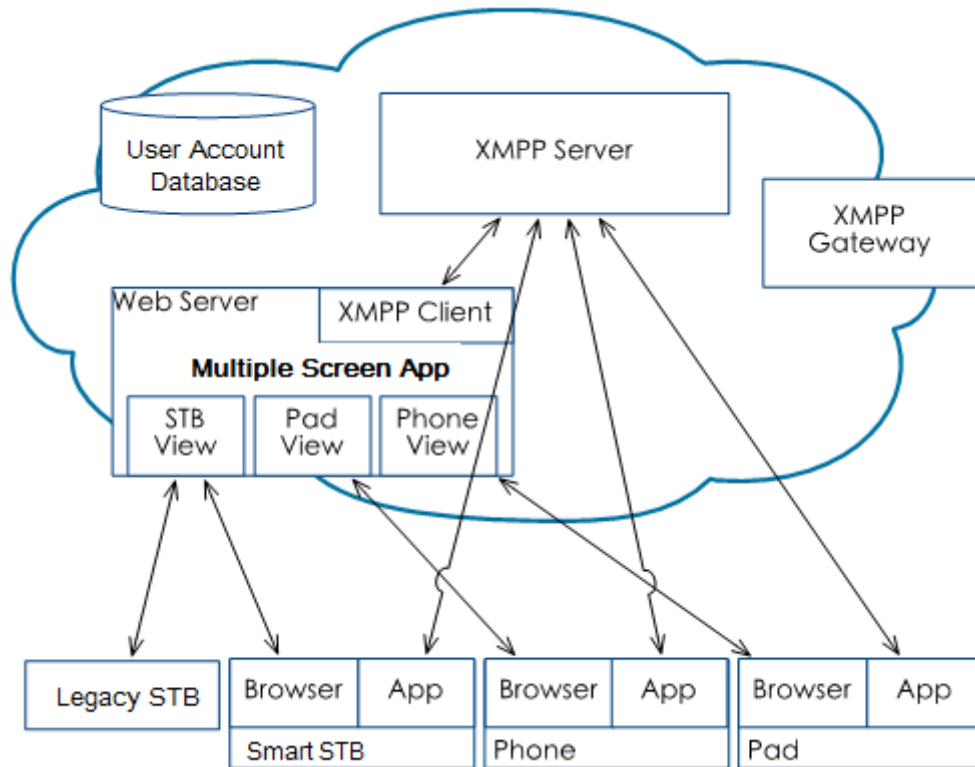 User Account
Database
XMPP Server
XMPP
Gateway
Web Server
XMPP Client
Multiple Screen App
STB
View
Pad
View
Phone
View
Legacy STB
Browser
App
Smart STB
Browser
App
Phone
Browser
App
Pad